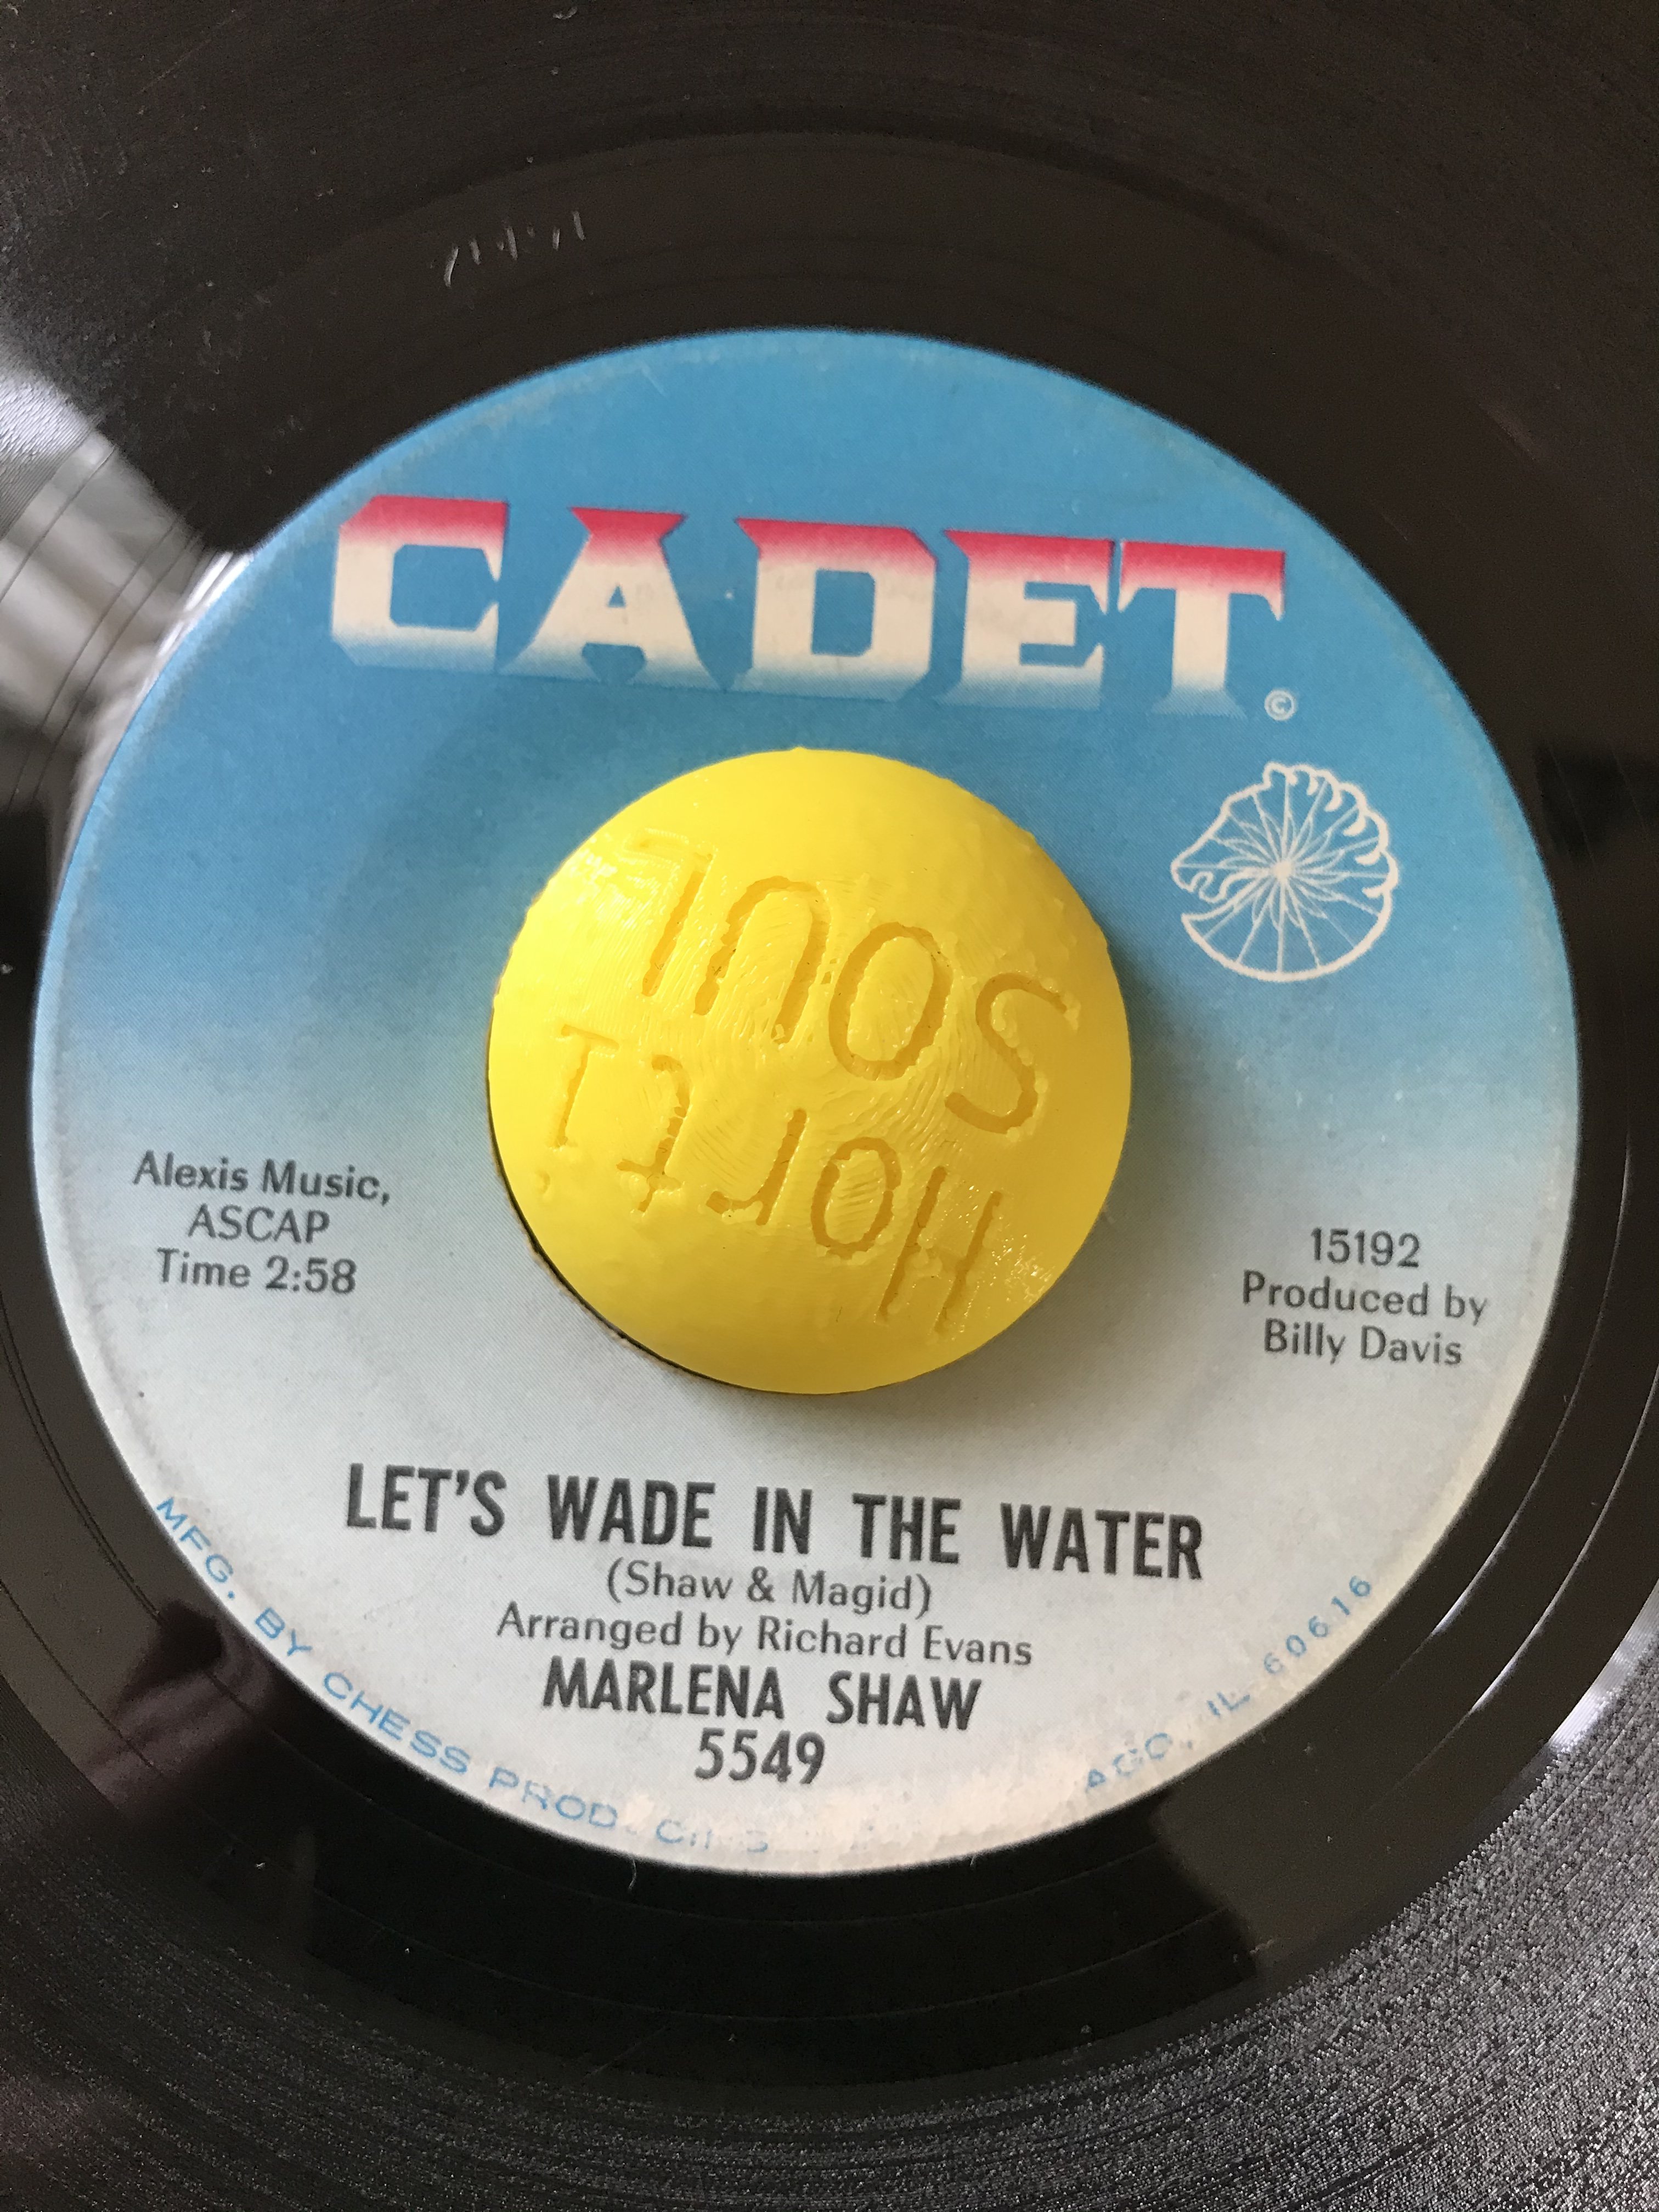 CADET
©
SOUL
Alexis Music,
ASCAP
Time 2:58
15192
Produced by
Billy Davis
LET'S WADE IN THE WATER
(Shaw & Magid)
Arranged by Richard Evans
MARLENA SHAW
5549
MFG. BY CHESS PROD. IL 60616